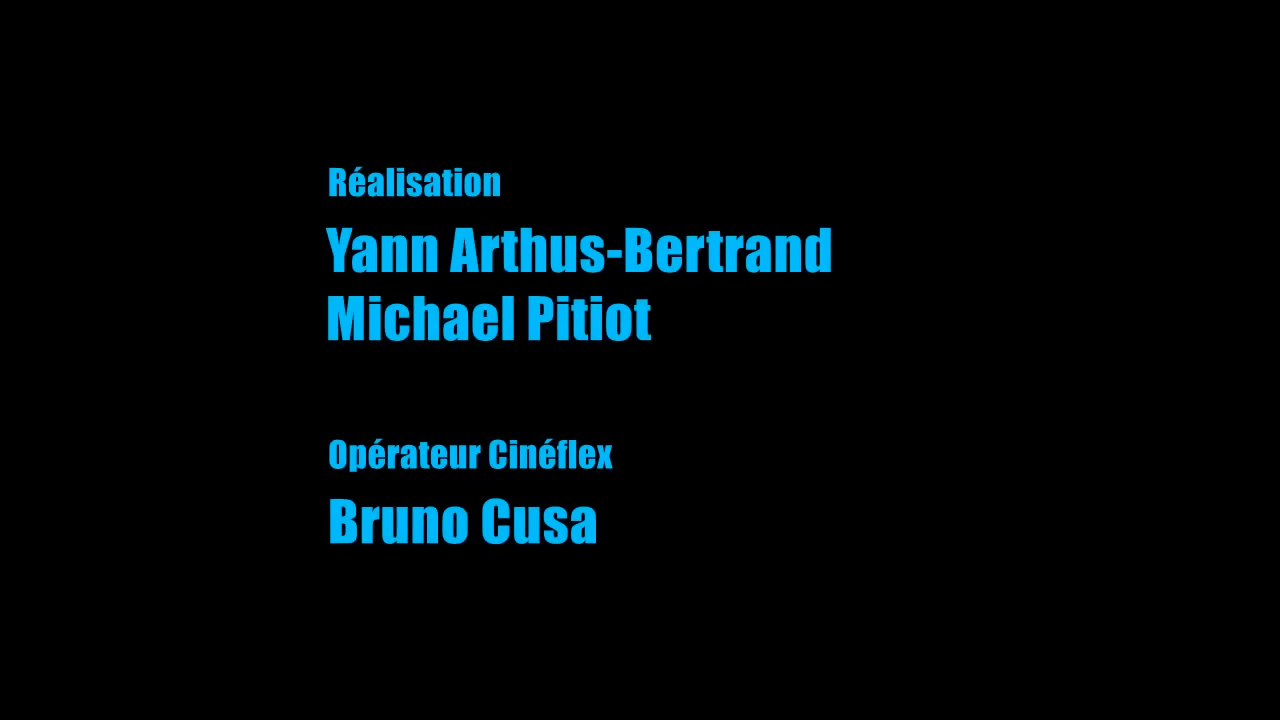 Réalisation
Yann Arthus-Bertrand
Michael Pitiot
Opérateur Cinéflex
Bruno Cusa